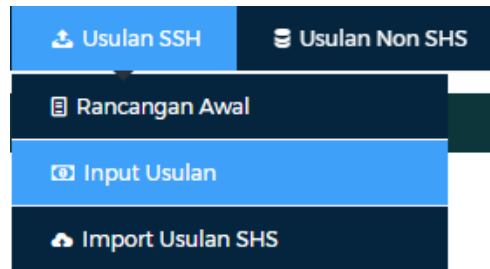 Usulan SSH
Usulan Non SHS
Rancangan Awal
Input Usulan
Import Usulan SHS